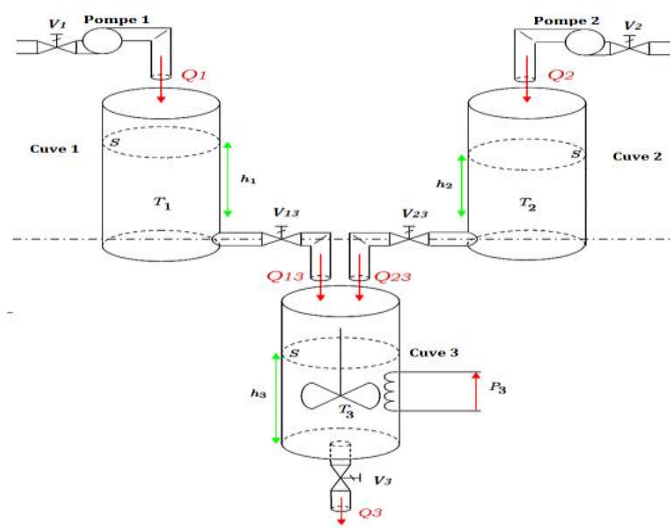 V1
Pompe 1
Pompe 2
V2
Q1
Q2
Cuve 1
S
S
Cuve 2
h1
h2
T1
T2
V13
V23
Q13
Q23
S
Cuve 3
h3
P3
T3
V3
Q3